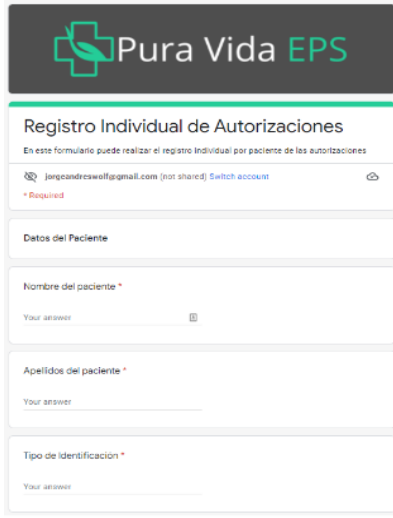 Pura Vida EPS
Registro Individual de Autorizaciones
En este formulario puede realizar el registro individual por paciente de las autorizaciones
jorgeandreswolf@gmail.com (not shared) Switch account
* Required
Datos del Paciente
Nombre del paciente *
Your answer
Apellidos del paciente *
Your answer
Tipo de Identificación *
Your answer